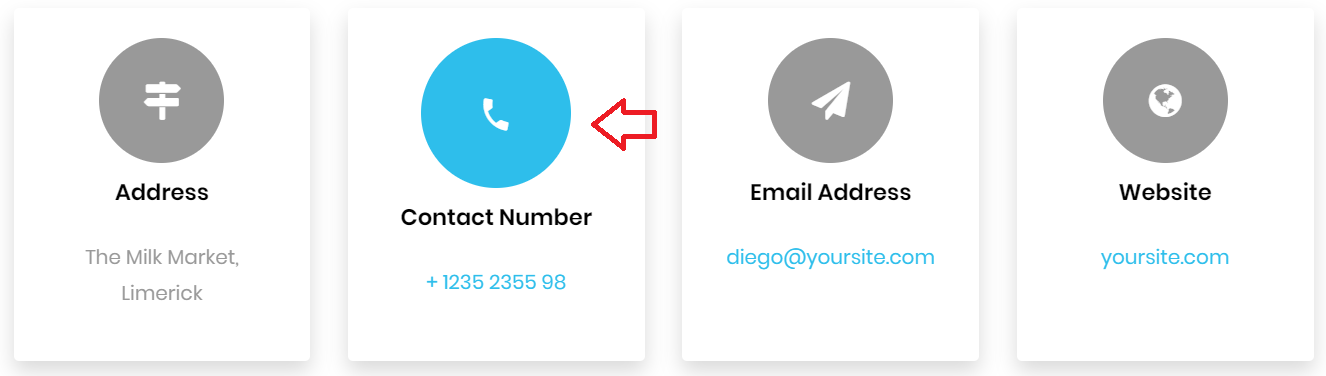 Address
The Milk Market,
Limerick
Contact Number
+ 1235 2355 98
Email Address
diego@yoursite.com
Website
yoursite.com